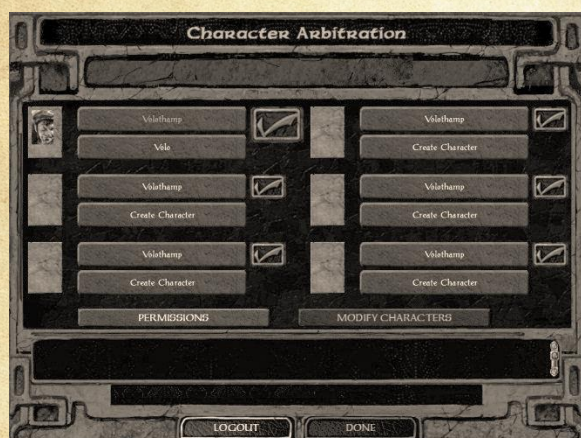 Character Arbitration
Volothamp
Volo
Volothamp
Create Character
Volothamp
Create Character
Volothamp
Create Character
Volothamp
Create Character
Volothamp
Create Character
PERMISSIONS
MODIFY CHARACTERS
LOGOUT
DONE